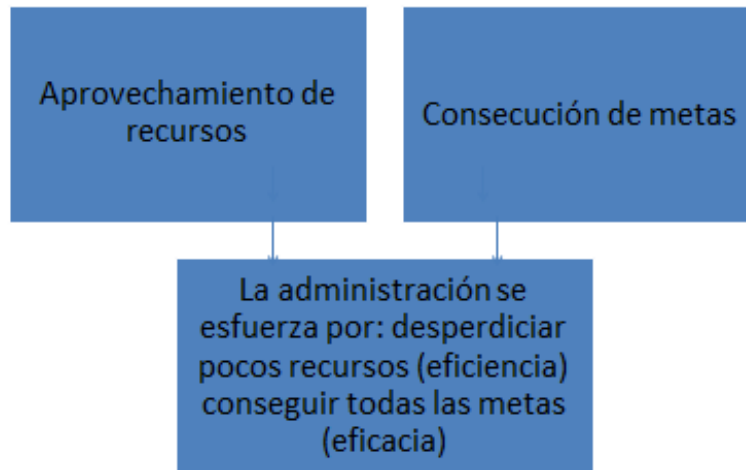 Aprovechamiento de
recursos
Consecución de metas
La administración se
esfuerza por: desperdiciar
pocos recursos (eficiencia)
conseguir todas las metas
(eficacia)